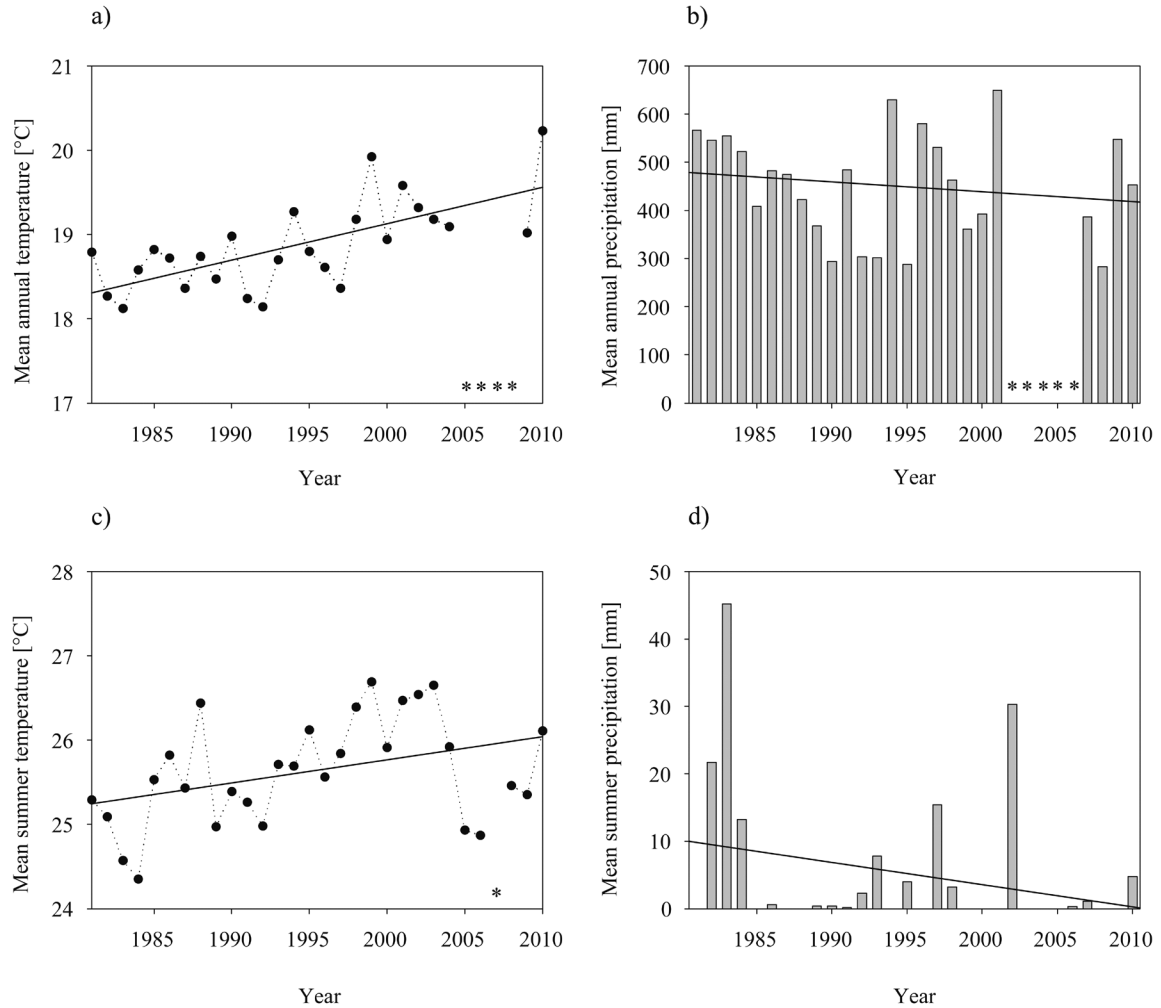 a)
Mean annual temperature [°C]
21
20
19
18
17
****
1985 1990 1995 2000 2005 2010
Year
b)
Mean annual precipitation [mm]
700
600
500
400
300
200
100
0
*****
1985 1990 1995 2000 2005 2010
Year
c)
Mean summer temperature [°C]
28
27
26
25
24
*
1985 1990 1995 2000 2005 2010
Year
d)
Mean summer precipitation [mm]
50
40
30
20
10
0
1985 1990 1995 2000 2005 2010
Year